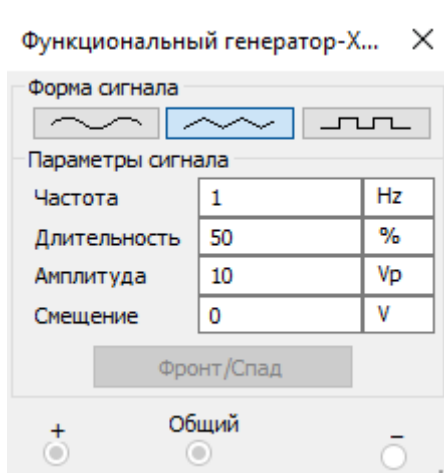 Функциональный генератор-X...
Форма сигнала
Параметры сигнала
Частота 1 Hz
Длительность 50 %
Амплитуда 10 Vp
Смещение 0 V
Фронт/Спад
+ Общий −